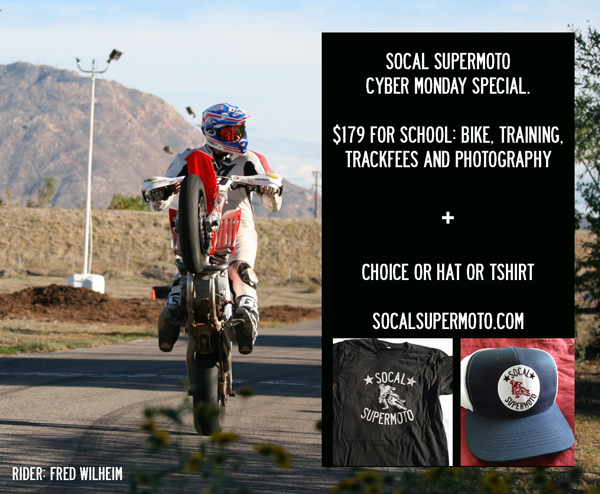 SOCAL SUPERMOTO
CYBER MONDAY SPECIAL.
$179 FOR SCHOOL: BIKE, TRAINING,
TRACKFEES AND PHOTOGRAPHY
+
CHOICE OR HAT OR TSHIRT
SOCALSUPERMOTO.COM
SOCAL
SUPERMOTO
SOCAL
SUPERMOTO
RIDER: FRED WILHEIM